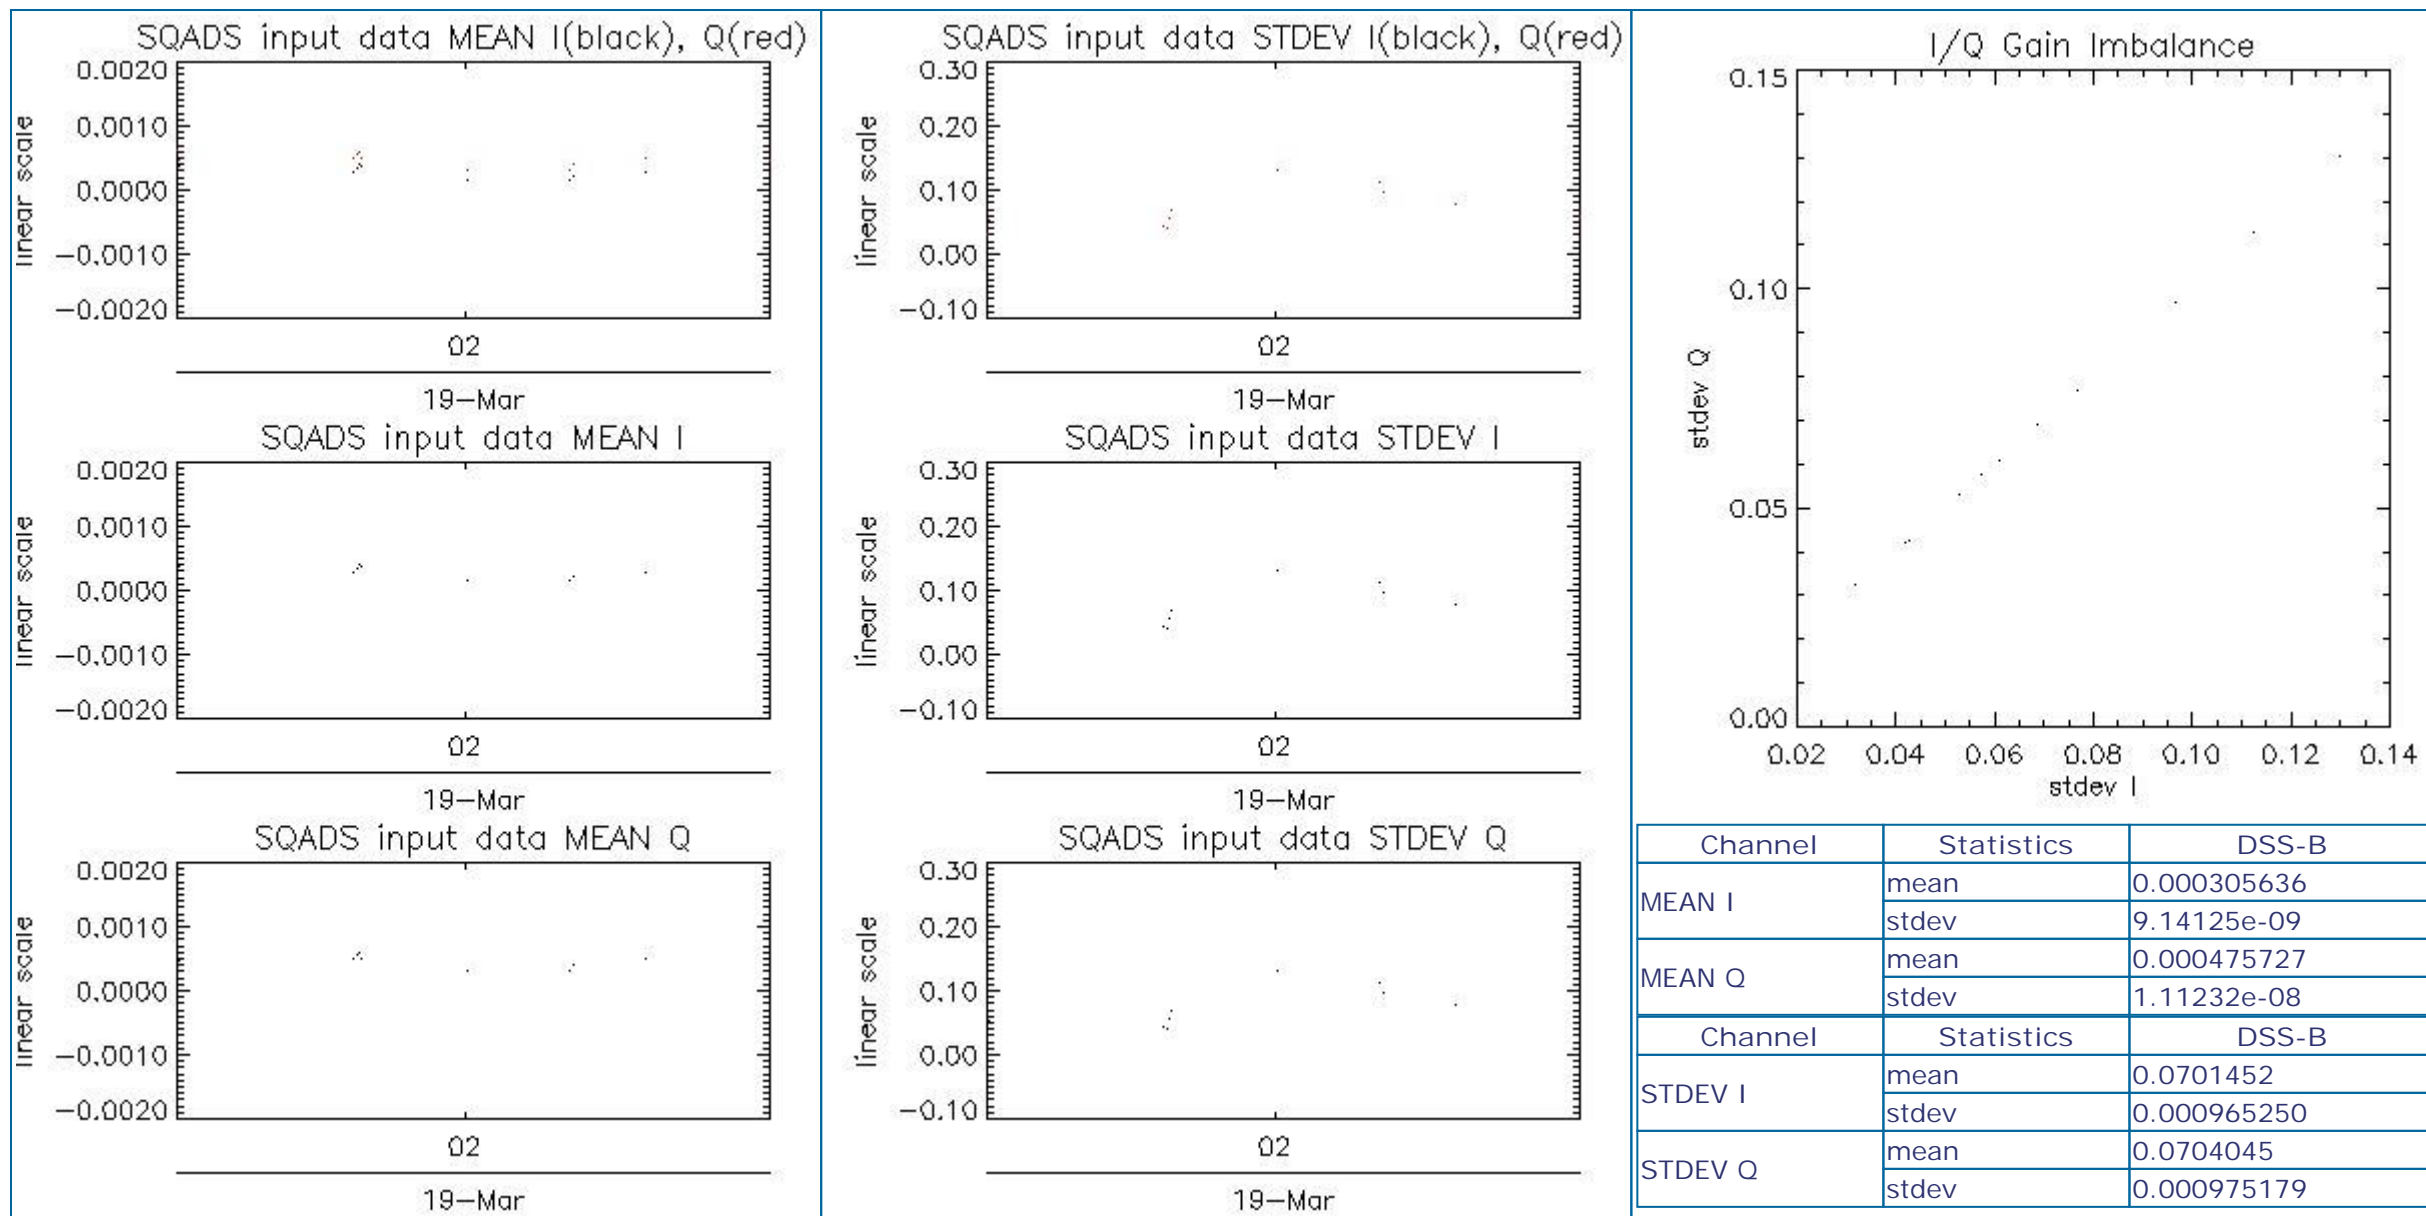 SQADS input data MEAN I(black), Q(red)
0.0020
0.0010
0.0000
−0.0010
−0.0020
linear scale
02
19−Mar
SQADS input data MEAN I
0.0020
0.0010
0.0000
−0.0010
−0.0020
linear scale
02
19−Mar
SQADS input data MEAN Q
0.0020
0.0010
0.0000
−0.0010
−0.0020
linear scale
02
19−Mar
SQADS input data STDEV I(black), Q(red)
0.30
0.20
0.10
0.00
−0.10
linear scale
02
19−Mar
SQADS input data STDEV I
0.30
0.20
0.10
0.00
−0.10
linear scale
02
19−Mar
SQADS input data STDEV Q
0.30
0.20
0.10
0.00
−0.10
linear scale
02
19−Mar
I/Q Gain Imbalance
0.15
0.10
0.05
0.00
stdev Q
0.02 0.04 0.06 0.08 0.10 0.12 0.14
stdev I
Channel Statistics DSS-B
MEAN I mean 0.000305636
stdev 9.14125e-09
MEAN Q mean 0.000475727
stdev 1.11232e-08
Channel Statistics DSS-B
STDEV I mean 0.0701452
stdev 0.000965250
STDEV Q mean 0.0704045
stdev 0.000975179